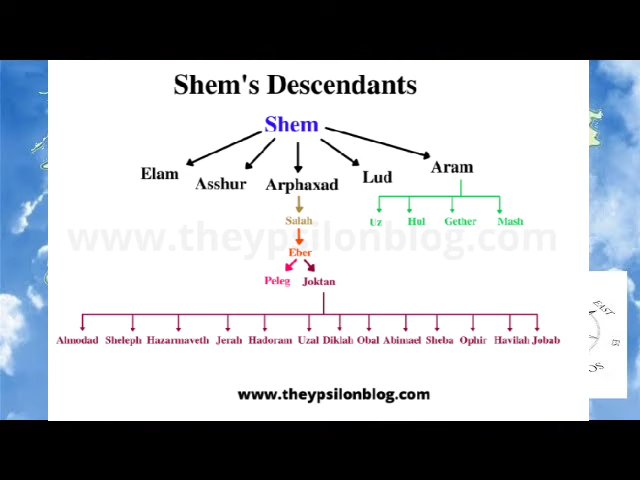 Shem's Descendants
Shem
Elam Asshur Arphaxad Lud Aram
Salah Uz Hul Gether Mash
www.theypsilonblog.com
Eber
Peleg Joktan
Almodad Sheleph Hazarmaveth Jerah Hadoram Uzal Diklah Obal Abimael Sheba Ophir Havilah Jobab
www.theypsilonblog.com
EAST